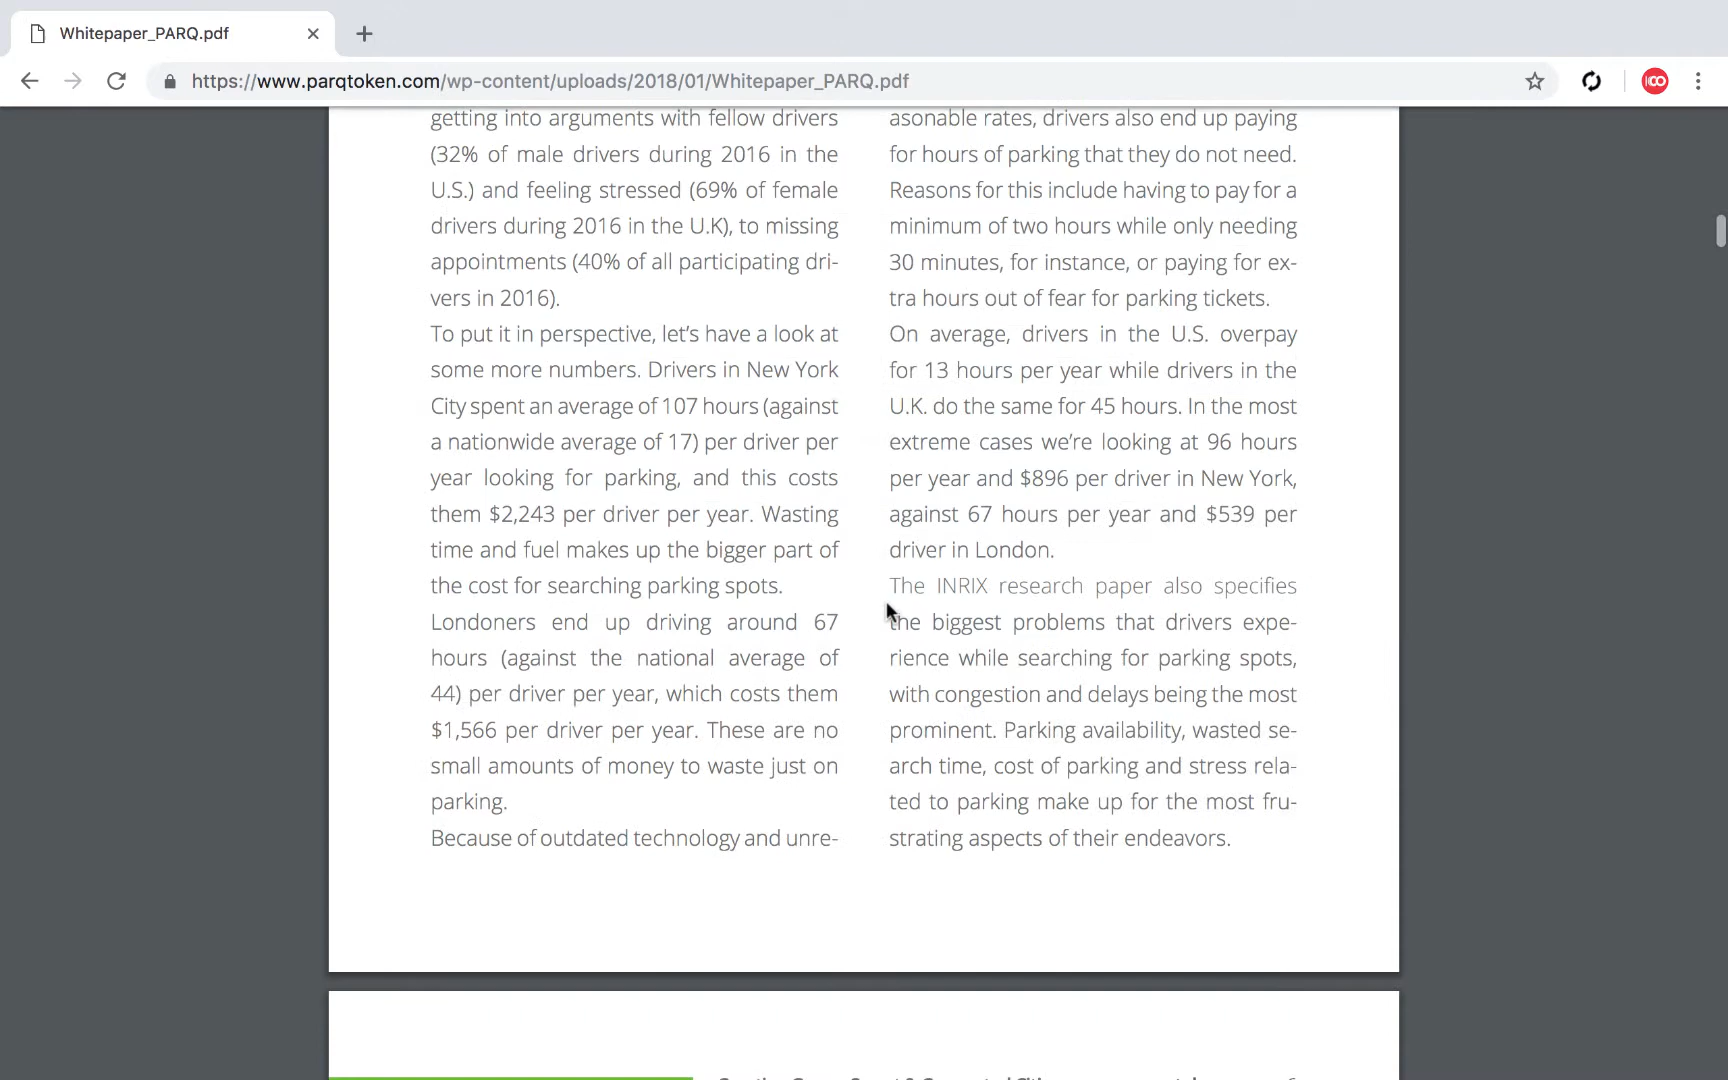 Whitepaper_PARQ.pdf
https://www.parqtoken.com/wp-content/uploads/2018/01/Whitepaper_PARQ.pdf
getting into arguments with fellow drivers
(32% of male drivers during 2016 in the
U.S.) and feeling stressed (69% of female
drivers during 2016 in the U.K), to missing
appointments (40% of all participating dri-
vers in 2016).
To put it in perspective, let's have a look at
some more numbers. Drivers in New York
City spent an average of 107 hours (against
a nationwide average of 17) per driver per
year looking for parking, and this costs
them $2,243 per driver per year. Wasting
time and fuel makes up the bigger part of
the cost for searching parking spots.
Londoners end up driving around 67
hours (against the national average of
44) per driver per year, which costs them
$1,566 per driver per year. These are no
small amounts of money to waste just on
parking.
Because of outdated technology and unre-
asonable rates, drivers also end up paying
for hours of parking that they do not need.
Reasons for this include having to pay for a
minimum of two hours while only needing
30 minutes, for instance, or paying for ex-
tra hours out of fear for parking tickets.
On average, drivers in the U.S. overpay
for 13 hours per year while drivers in the
U.K. do the same for 45 hours. In the most
extreme cases we're looking at 96 hours
per year and $896 per driver in New York,
against 67 hours per year and $539 per
driver in London.
The INRIX research paper also specifies
the biggest problems that drivers expe-
rience while searching for parking spots,
with congestion and delays being the most
prominent. Parking availability, wasted se-
arch time, cost of parking and stress rela-
ted to parking make up for the most fru-
strating aspects of their endeavors.